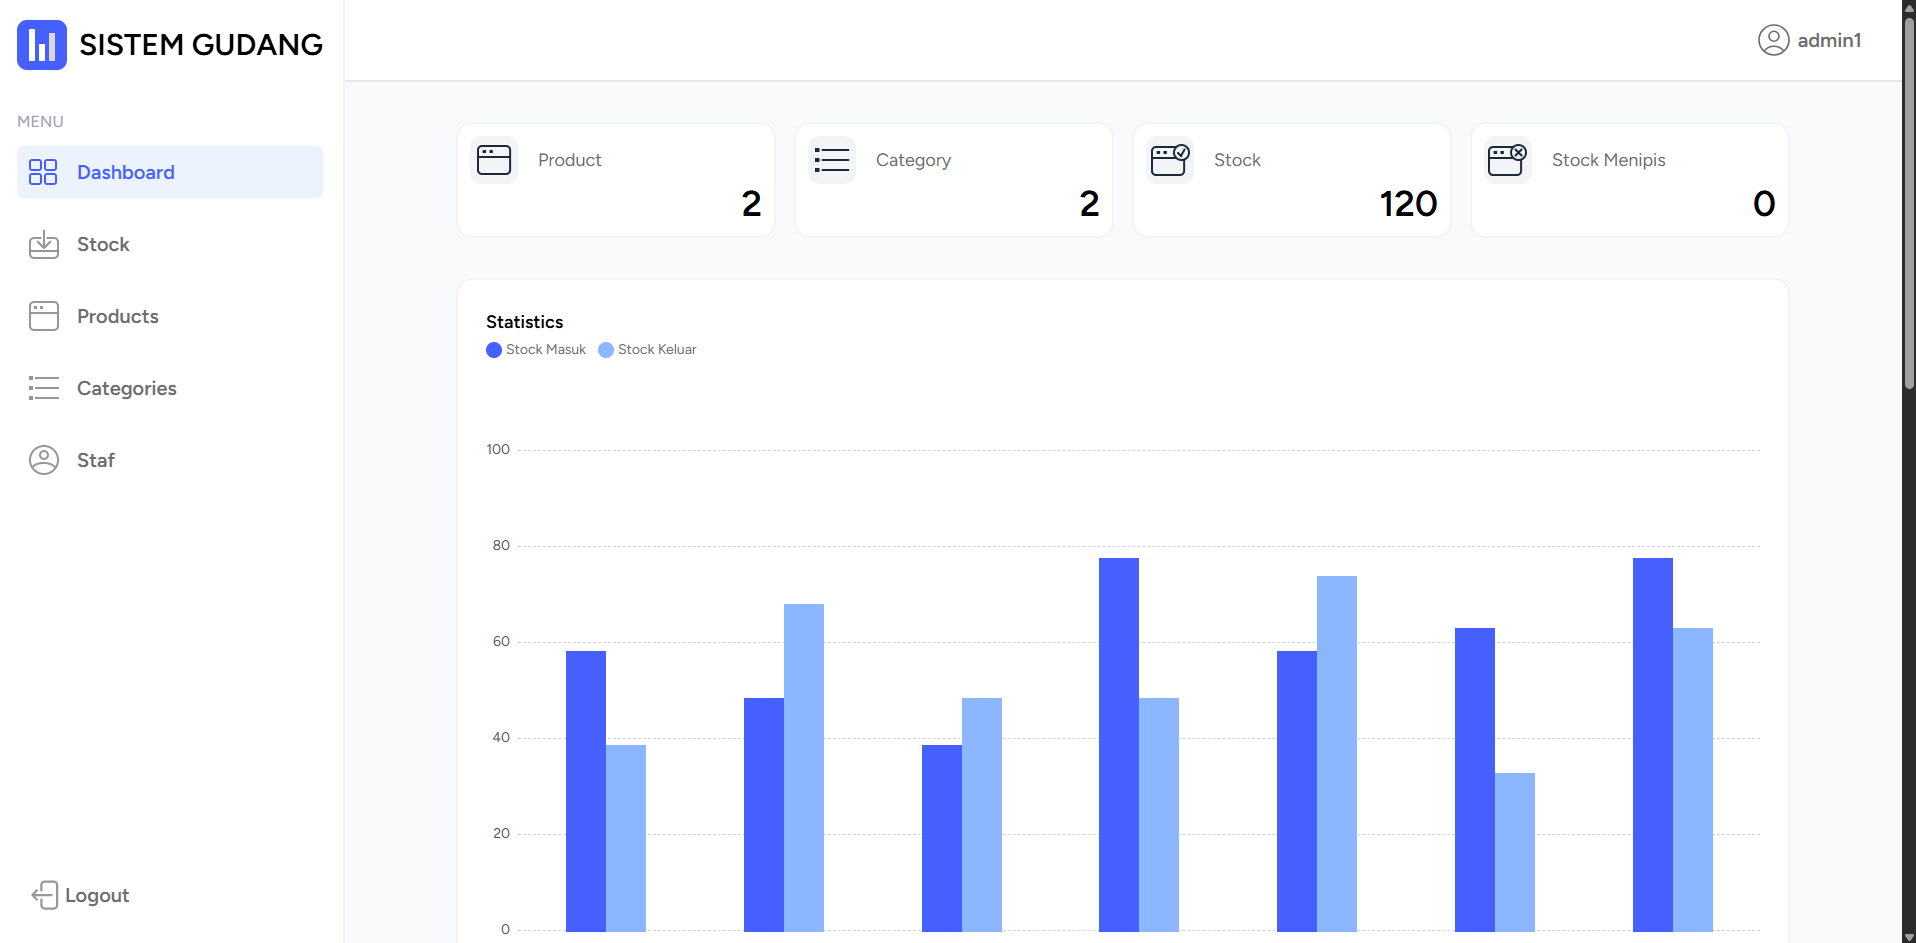 SISTEM GUDANG
admin1
MENU
Dashboard
Stock
Products
Categories
Staf
Logout
Product
2
Category
2
Stock
120
Stock Menipis
0
Statistics
Stock Masuk Stock Keluar
100
80
60
40
20
0